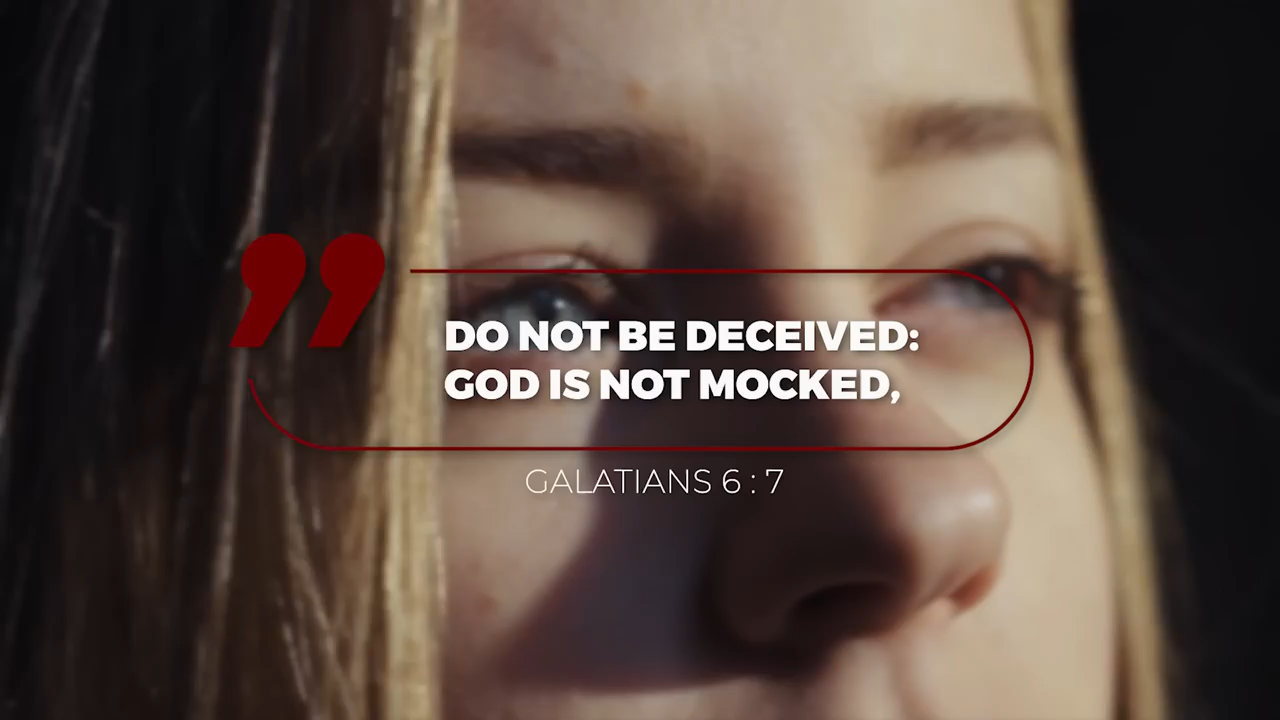 DO NOT BE DECEIVED:
GOD IS NOT MOCKED,
GALATIANS 6 : 7